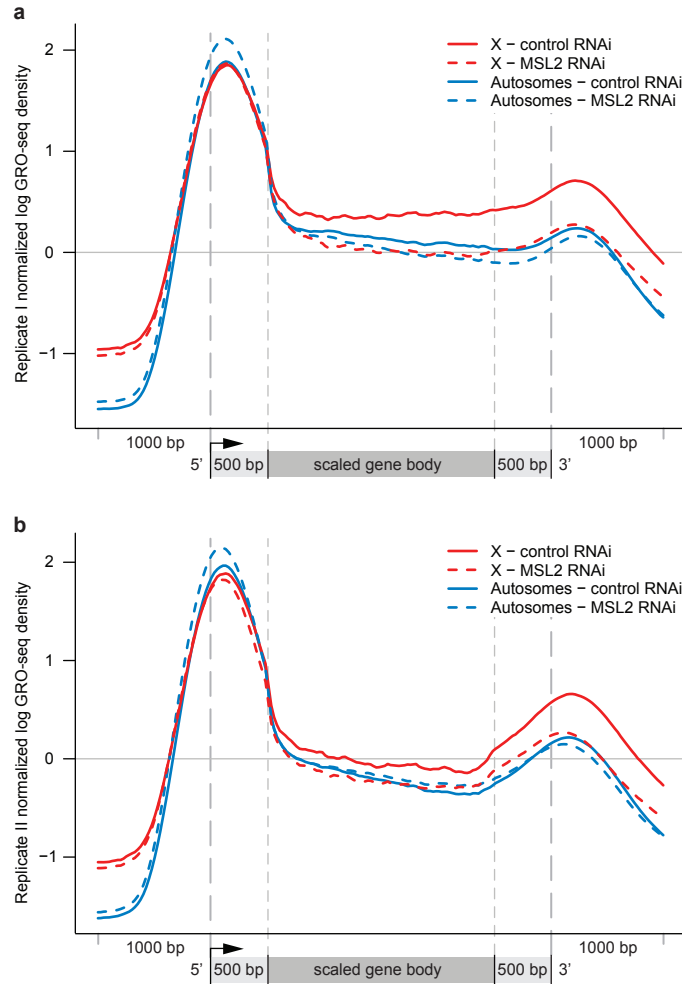 a
Replicate I normalized log GRO-seq density
2
1
0
−1
X − control RNAi
X − MSL2 RNAi
Autosomes − control RNAi
Autosomes − MSL2 RNAi
1000 bp
1000 bp
5’
500 bp
scaled gene body
500 bp
3’
b
Replicate II normalized log GRO-seq density
2
1
0
−1
X − control RNAi
X − MSL2 RNAi
Autosomes − control RNAi
Autosomes − MSL2 RNAi
1000 bp
1000 bp
5’
500 bp
scaled gene body
500 bp
3’